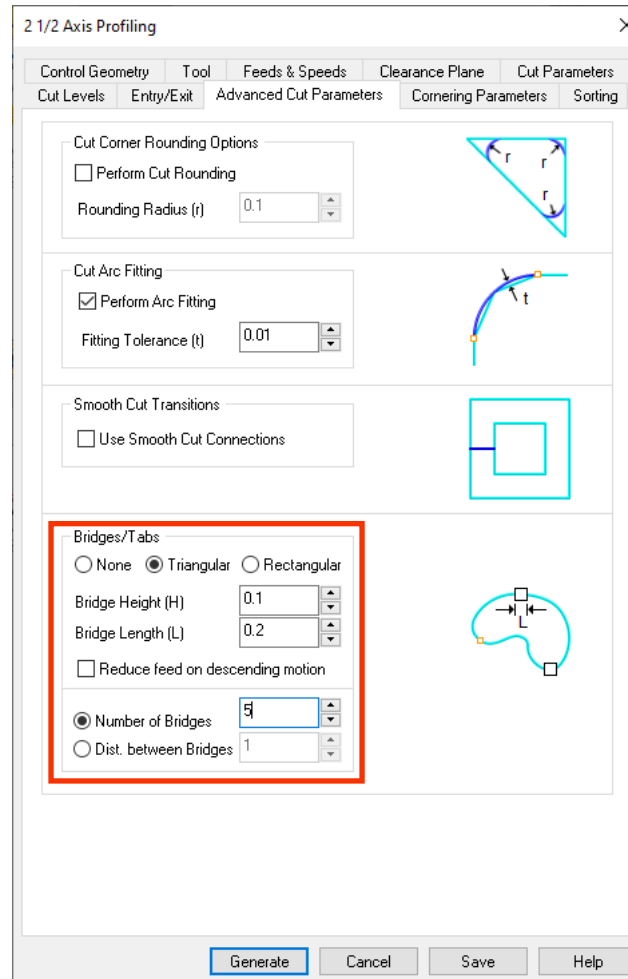 2 1/2 Axis Profiling
Control Geometry Tool Feeds & Speeds Clearance Plane Cut Parameters
Cut Levels Entry/Exit Advanced Cut Parameters Cornering Parameters Sorting
Cut Corner Rounding Options
Perform Cut Rounding
Rounding Radius (r) 0.1
r r
r
Cut Arc Fitting
Perform Arc Fitting
Fitting Tolerance (t) 0.01
t
Smooth Cut Transitions
Use Smooth Cut Connections
Bridges/Tabs
None Triangular Rectangular
Bridge Height (H) 0.1
Bridge Length (L) 0.2
L
Reduce feed on descending motion
Number of Bridges 5
Dist. between Bridges 1
Generate Cancel Save Help